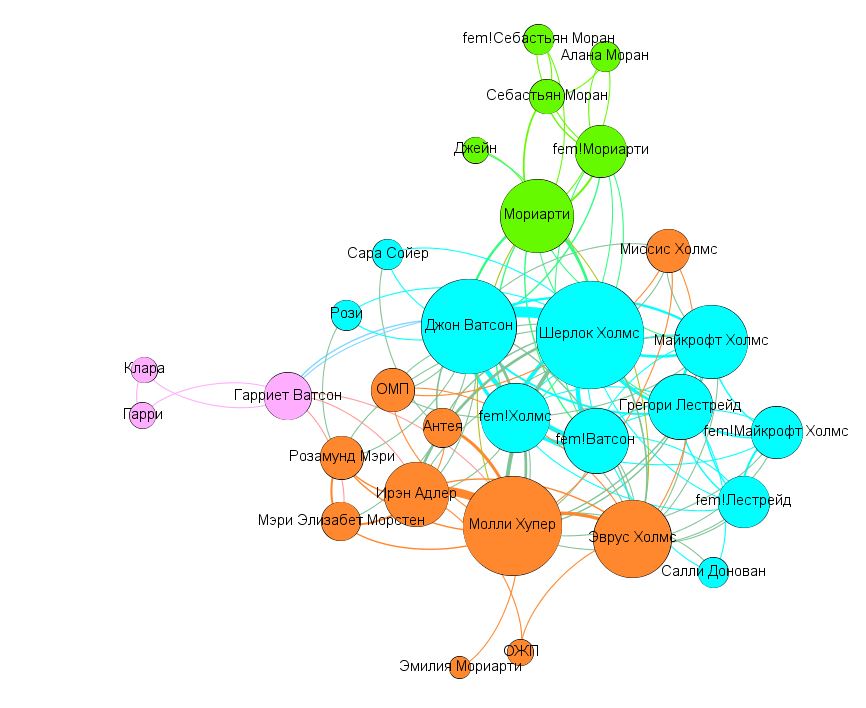 fem!Себастьян Моран
Алана Моран
Себастьян Моран
Джейн
fem!Мориарти
Мориарти
Сара Сойер
Миссис Холмс
Рози
Джон Ватсон
Шерлок Холмс
Майкрофт Холмс
Клара
Гарри
Гарриет Ватсон
ОМП
Антея
fem!Холмс
fem!Ватсон
Грегори Лестрейд
fem!Майкрофт Холмс
Розамунд Мэри
Ирэн Адлер
fem!Лестрейд
Мэри Элизабет Морстен
Молли Хупер
Эврус Холмс
Салли Донован
ОЖП
Эмилия Мориарти